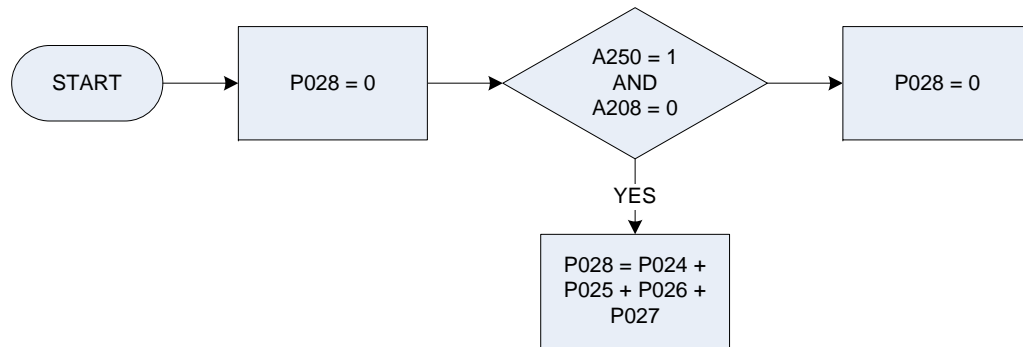 START
P028 = 0
A250 = 1
AND
A208 = 0
P028 = 0
YES
P028 = P024 +
P025 + P026 +
P027